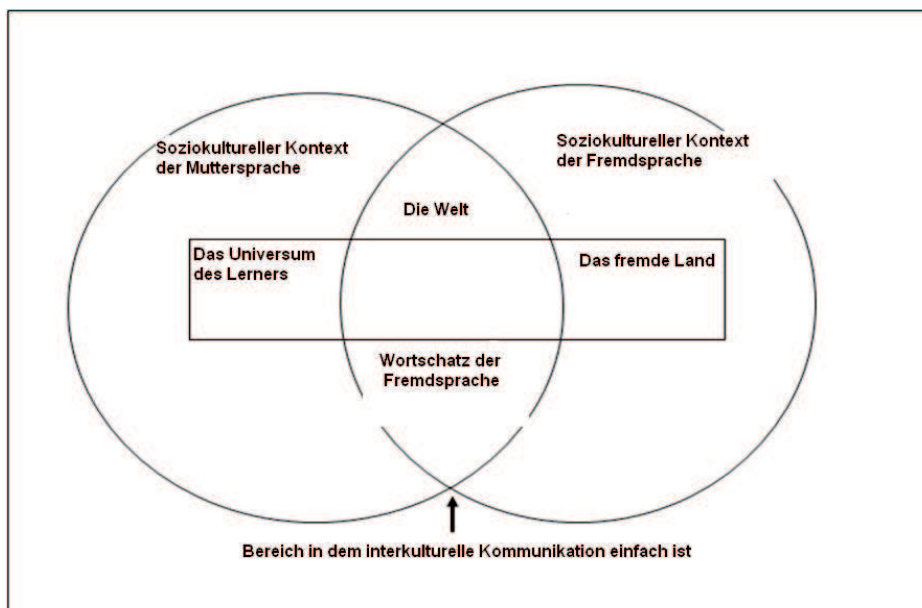 Soziokultureller Kontext
der Muttersprache
Soziokultureller Kontext
der Fremdsprache
Die Welt
Das Universum
des Lerners
Das fremde Land
Wortschatz der
Fremdsprache
Bereich in dem interkulturelle Kommunikation einfach ist